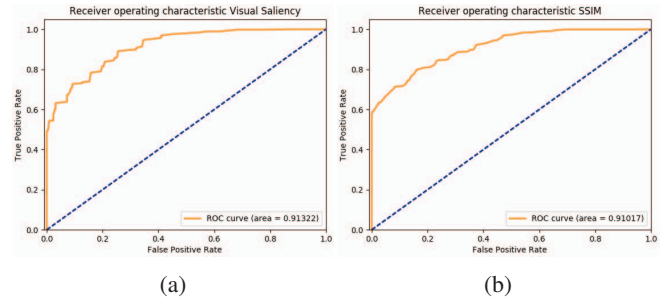 Receiver operating characteristic Visual Saliency
1.0
0.8
0.6
0.4
0.2
0.0
True Positive Rate
ROC curve (area = 0.91322)
0.0 0.2 0.4 0.6 0.8 1.0
False Positive Rate
(a)
Receiver operating characteristic SSIM
1.0
0.8
0.6
0.4
0.2
0.0
True Positive Rate
ROC curve (area = 0.91017)
0.0 0.2 0.4 0.6 0.8 1.0
False Positive Rate
(b)